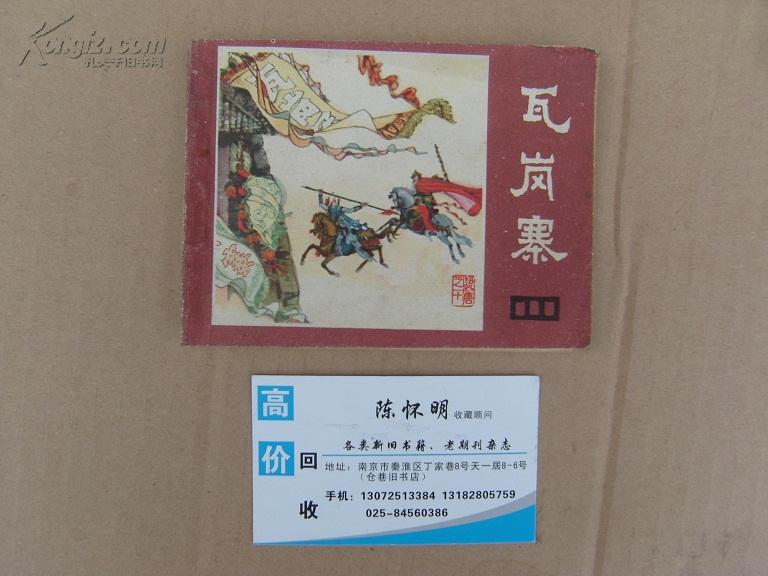 Kongfz.com
孔夫子旧书网
瓦岗寨
说唐
之十
高价回收
陈怀明 收藏顾问
各类新旧书籍、老期刊杂志
地址：南京市秦淮区丁家巷8号天一居8-6号
（仓巷旧书店）
手机：13072513384 13182805759
025-84560386